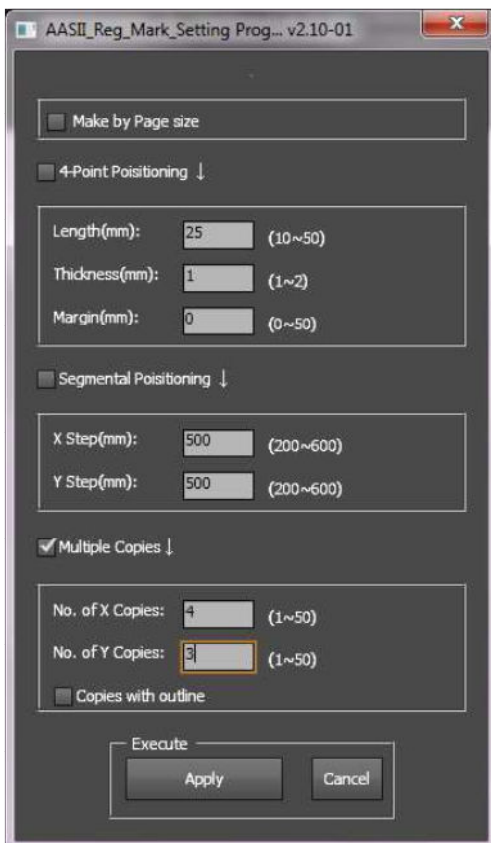 AASII_Reg_Mark_Setting Prog... v2.10-01
Make by Page size
4-Point Poisitioning ↓
Length(mm): 25 (10~50)
Thickness(mm): 1 (1~2)
Margin(mm): 0 (0~50)
Segmental Poisitioning ↓
X Step(mm): 500 (200~600)
Y Step(mm): 500 (200~600)
Multiple Copies ↓
No. of X Copies: 4 (1~50)
No. of Y Copies: 3 (1~50)
Copies with outline
Execute
Apply Cancel